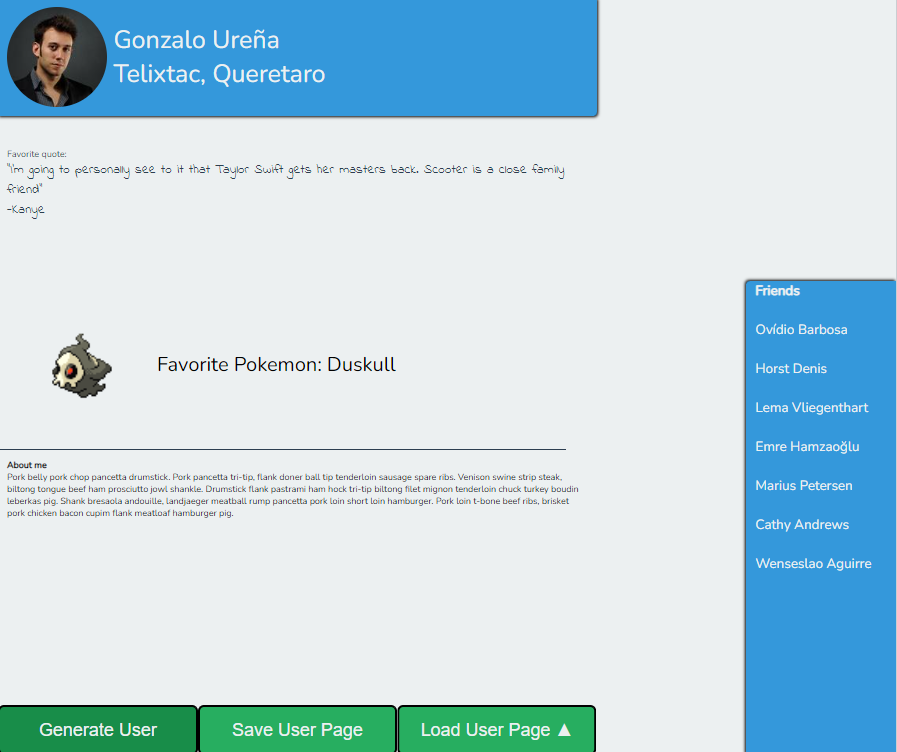 Gonzalo Ureña
Telixtac, Queretaro
Favorite quote:
"I'm going to personally see to it that Taylor Swift gets her masters back. Scooter is a close family
friend"
-Kanye
Favorite Pokemon: Duskull
About me
Pork belly pork chop pancetta drumstick. Pork pancetta tri-tip, flank doner ball tip tenderloin sausage spare ribs. Venison swine strip steak,
biltong tongue beef ham prosciutto jowl shankle. Drumstick flank pastrami ham hock tri-tip biltong filet mignon tenderloin chuck turkey boudin
leberkas pig. Shank bresaola andouille, landjaeger meatball rump pancetta pork loin short loin hamburger. Pork loin t-bone beef ribs, brisket
pork chicken bacon cupim flank meatloaf hamburger pig.
Friends
Ovídio Barbosa
Horst Denis
Lema Vliegenthart
Emre Hamzaoğlu
Marius Petersen
Cathy Andrews
Wenseslao Aguirre
Generate User
Save User Page
Load User Page ▲